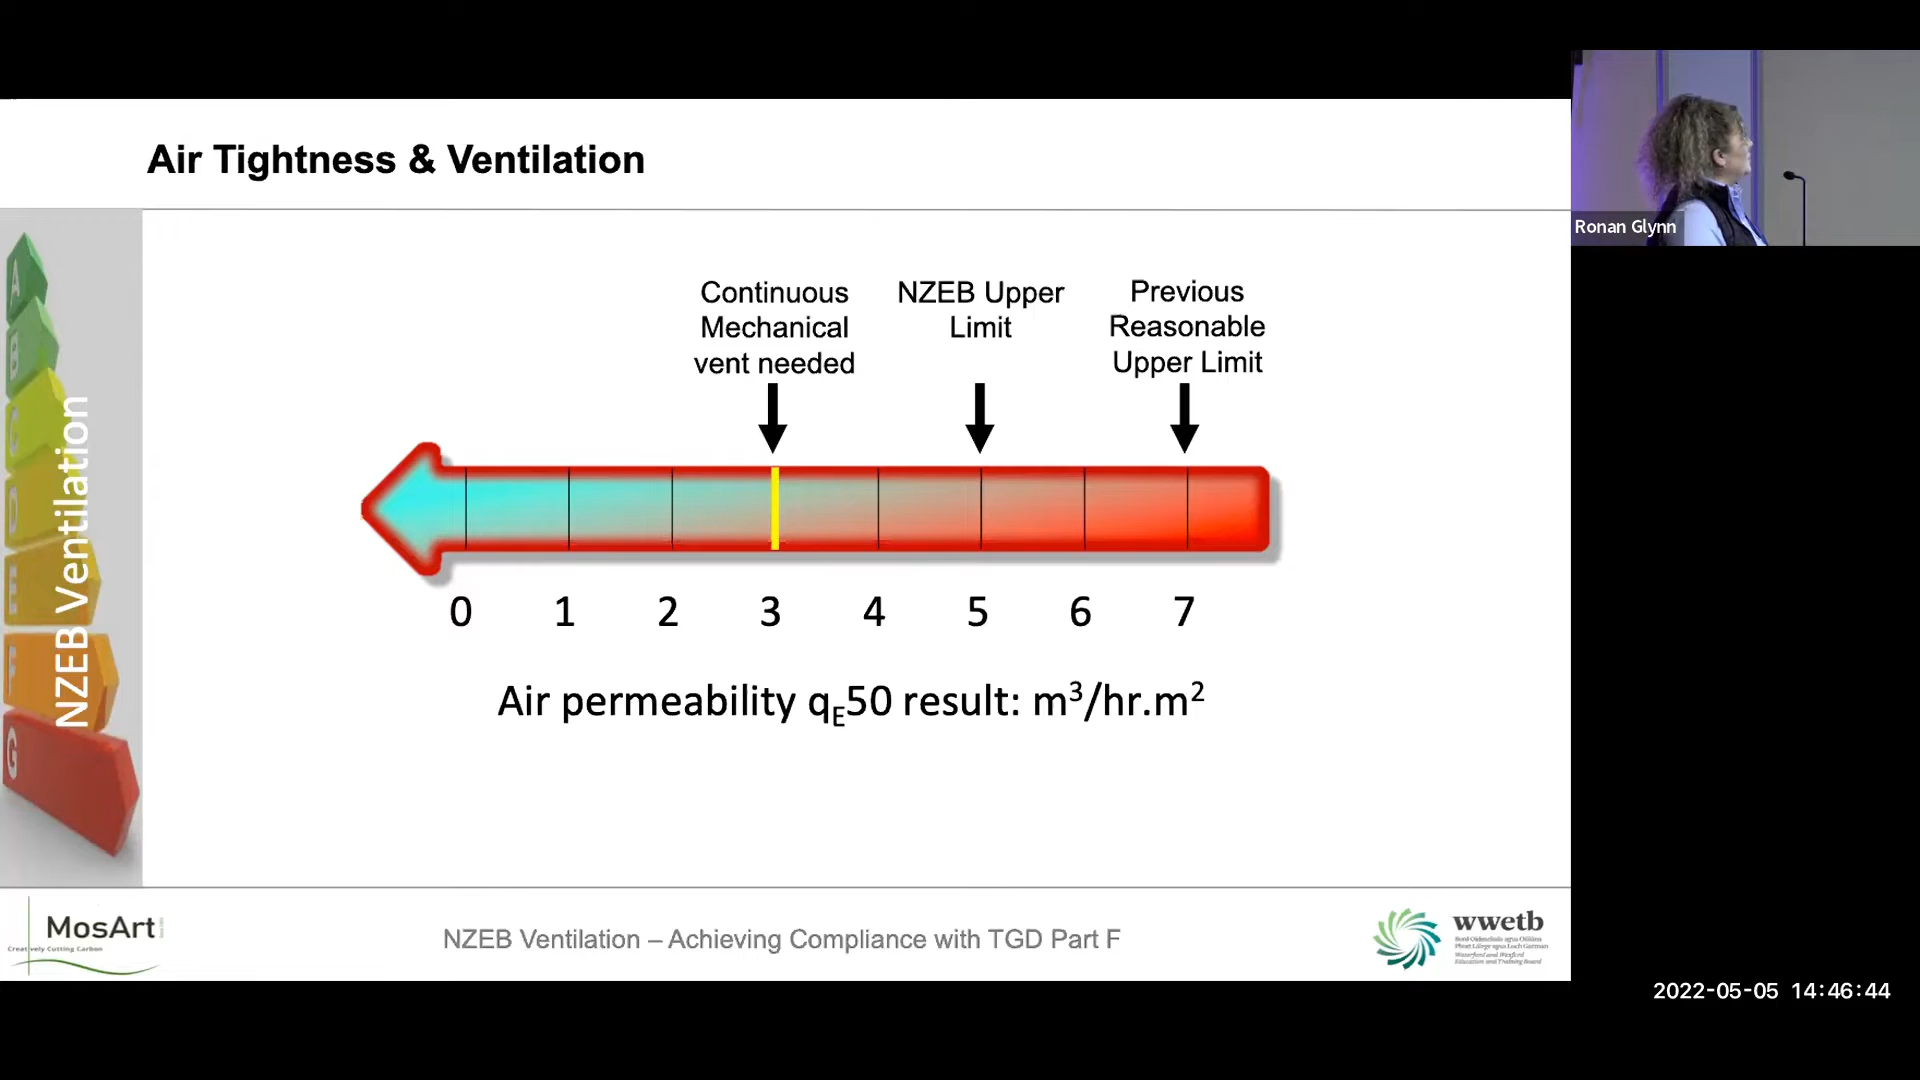 Air Tightness & Ventilation
Ronan Glynn
Continuous
Mechanical
vent needed
NZEB Upper
Limit
Previous
Reasonable
Upper Limit
A
B
C
D
E
F
G
NZEB Ventilation
0 1 2 3 4 5 6 7
Air permeability qE50 result: m³/hr.m²
MosArt
Creatively Cutting Carbon
NZEB Ventilation – Achieving Compliance with TGD Part F
wwetb
Bord Oideachais agus Oiliúna
Phort Láirge agus Loch Garman
Waterford and Wexford
Education and Training Board
2022-05-05 14:46:44